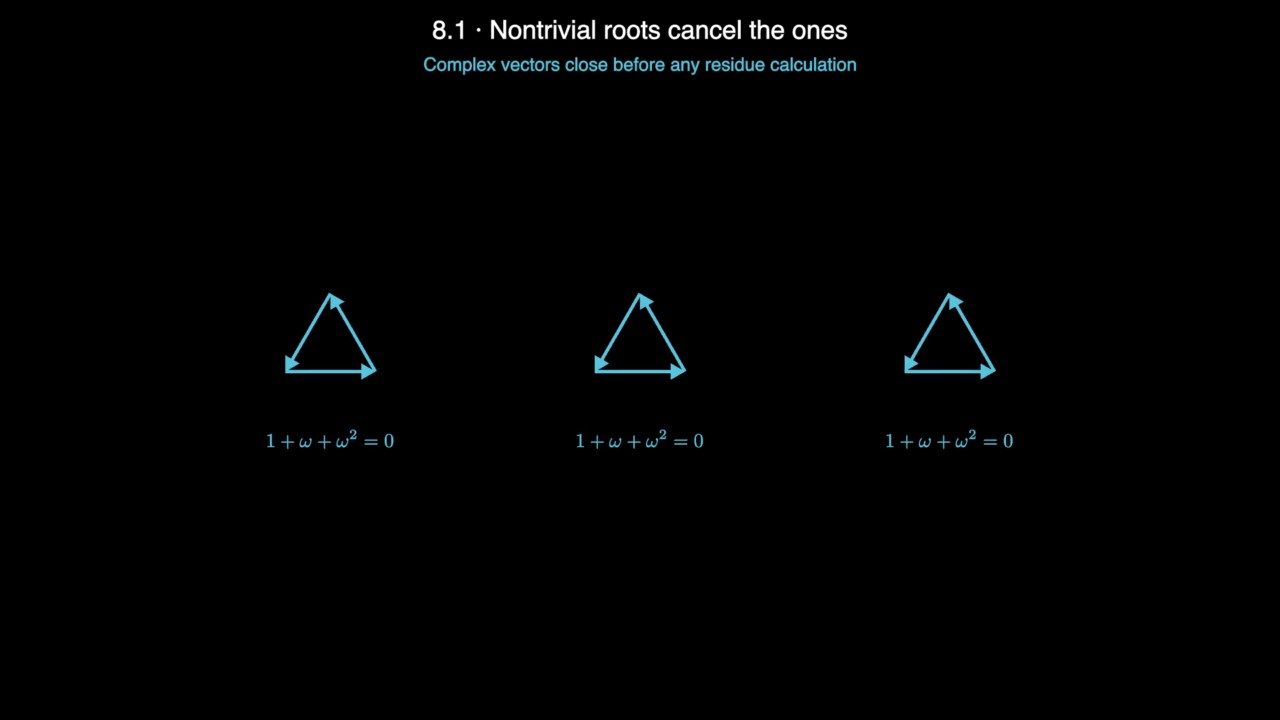 8.1 · Nontrivial roots cancel the ones
Complex vectors close before any residue calculation
1 + ω + ω² = 0
1 + ω + ω² = 0
1 + ω + ω² = 0